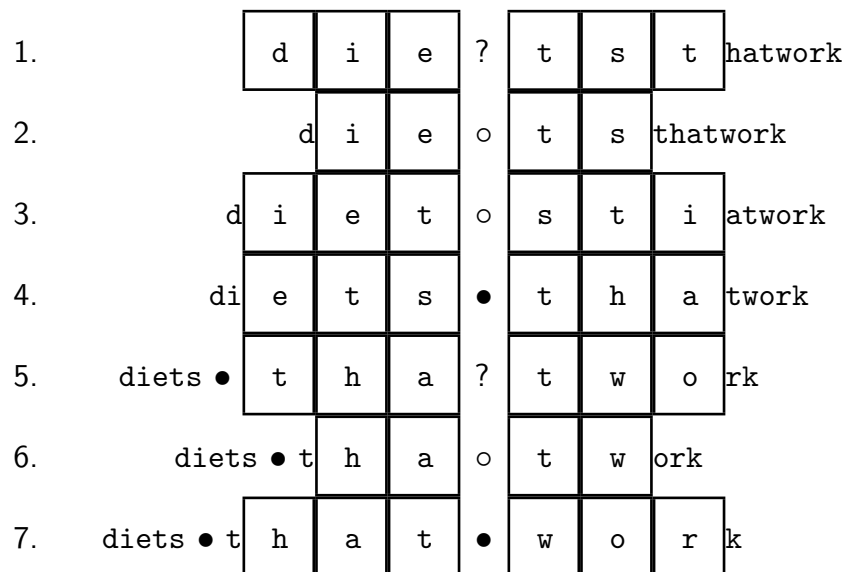 1. d i e ? t s t hatwork
2. d i e ○ t s thatwork
3. d i e t ○ s t i atwork
4. di e t s ● t h a twork
5. diets ● t h a ? t w o rk
6. diets ● t h a ○ t w ork
7. diets ● t h a t ● w o r k